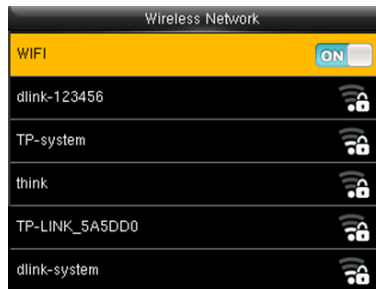 Wireless Network
WIFI ON
dlink-123456
TP-system
think
TP-LINK_5A5DD0
dlink-system